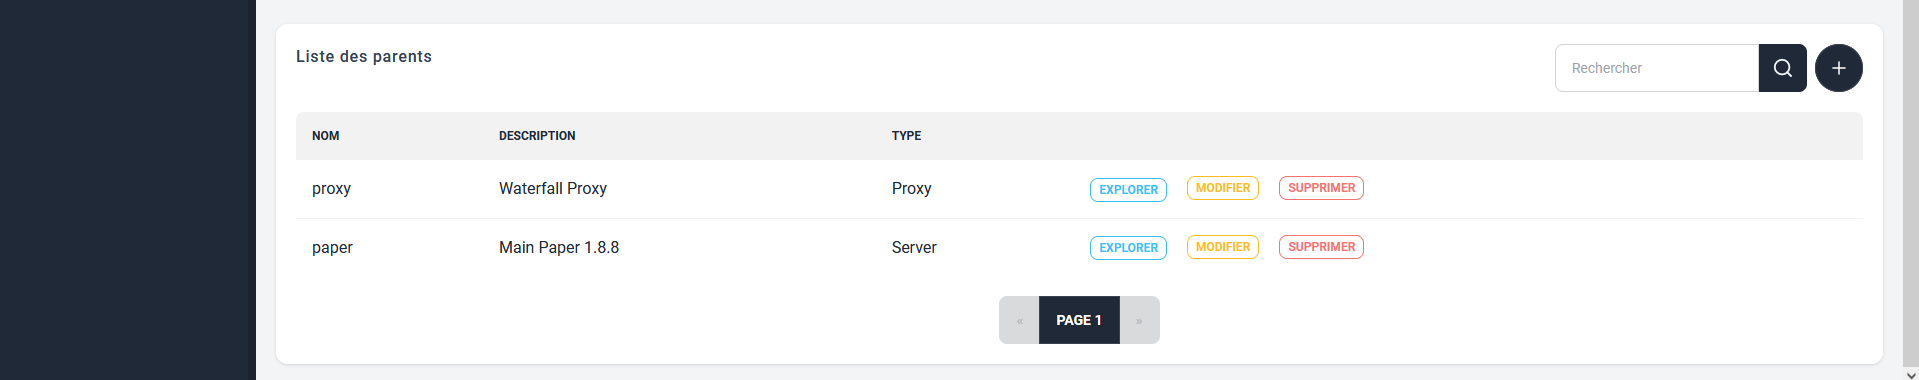 Liste des parents
Rechercher
NOM DESCRIPTION TYPE
proxy Waterfall Proxy Proxy EXPLORER MODIFIER SUPPRIMER
paper Main Paper 1.8.8 Server EXPLORER MODIFIER SUPPRIMER
« PAGE 1 »